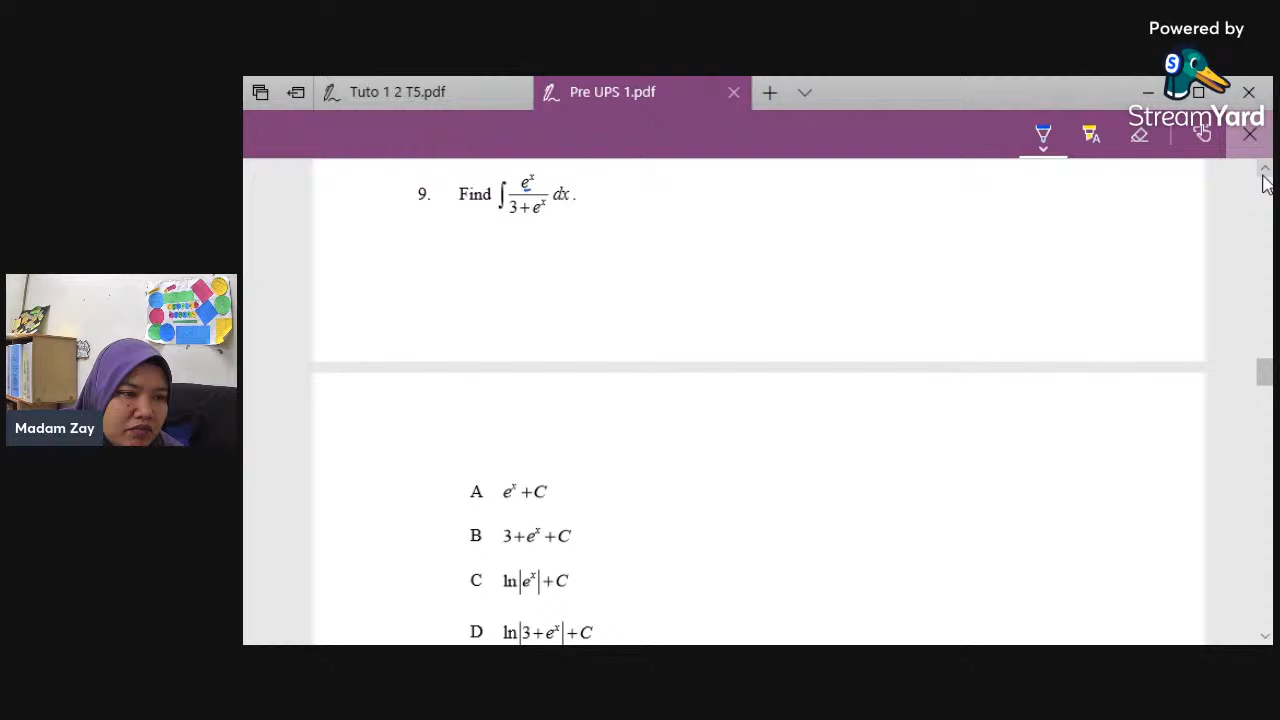 Powered by
StreamYard
Tuto 1 2 T5.pdf
Pre UPS 1.pdf
9. Find ∫ eˣ / (3 + eˣ) dx .
A eˣ + C
B 3 + eˣ + C
C ln|eˣ| + C
D ln|3 + eˣ| + C
Madam Zay